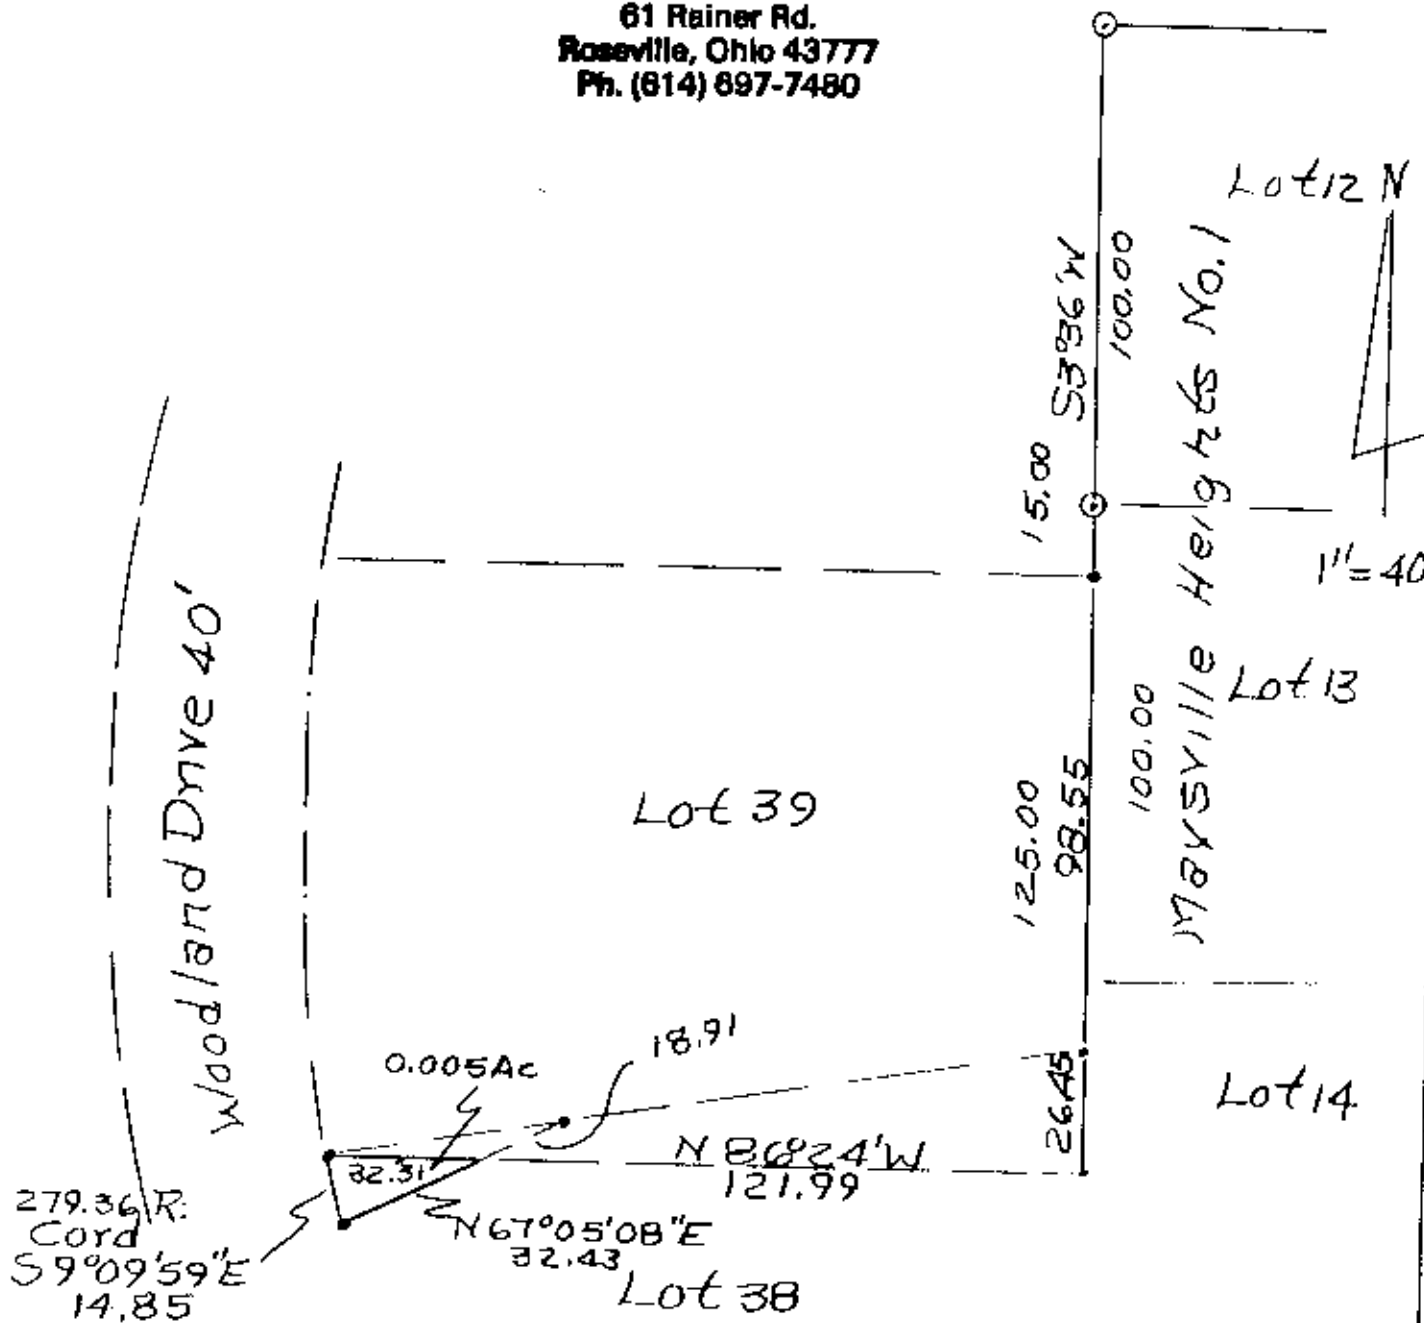 61 Rainer Rd.
Roseville, Ohio 43777
Ph. (614) 697-7480
Lot 12 N
S3°36'W
100.00
15.00
Maysville Heights No. 1
1"=40
Woodland Drive 40'
Lot 13
Lot 39
125.00
98.55
100.00
18.91
0.005Ac
26.45
Lot 14
N 86°24'W
121.99
32.31
279.36 R.
Cord
S 9°09'59"E
14.85
N 67°05'08"E
32.43
Lot 38